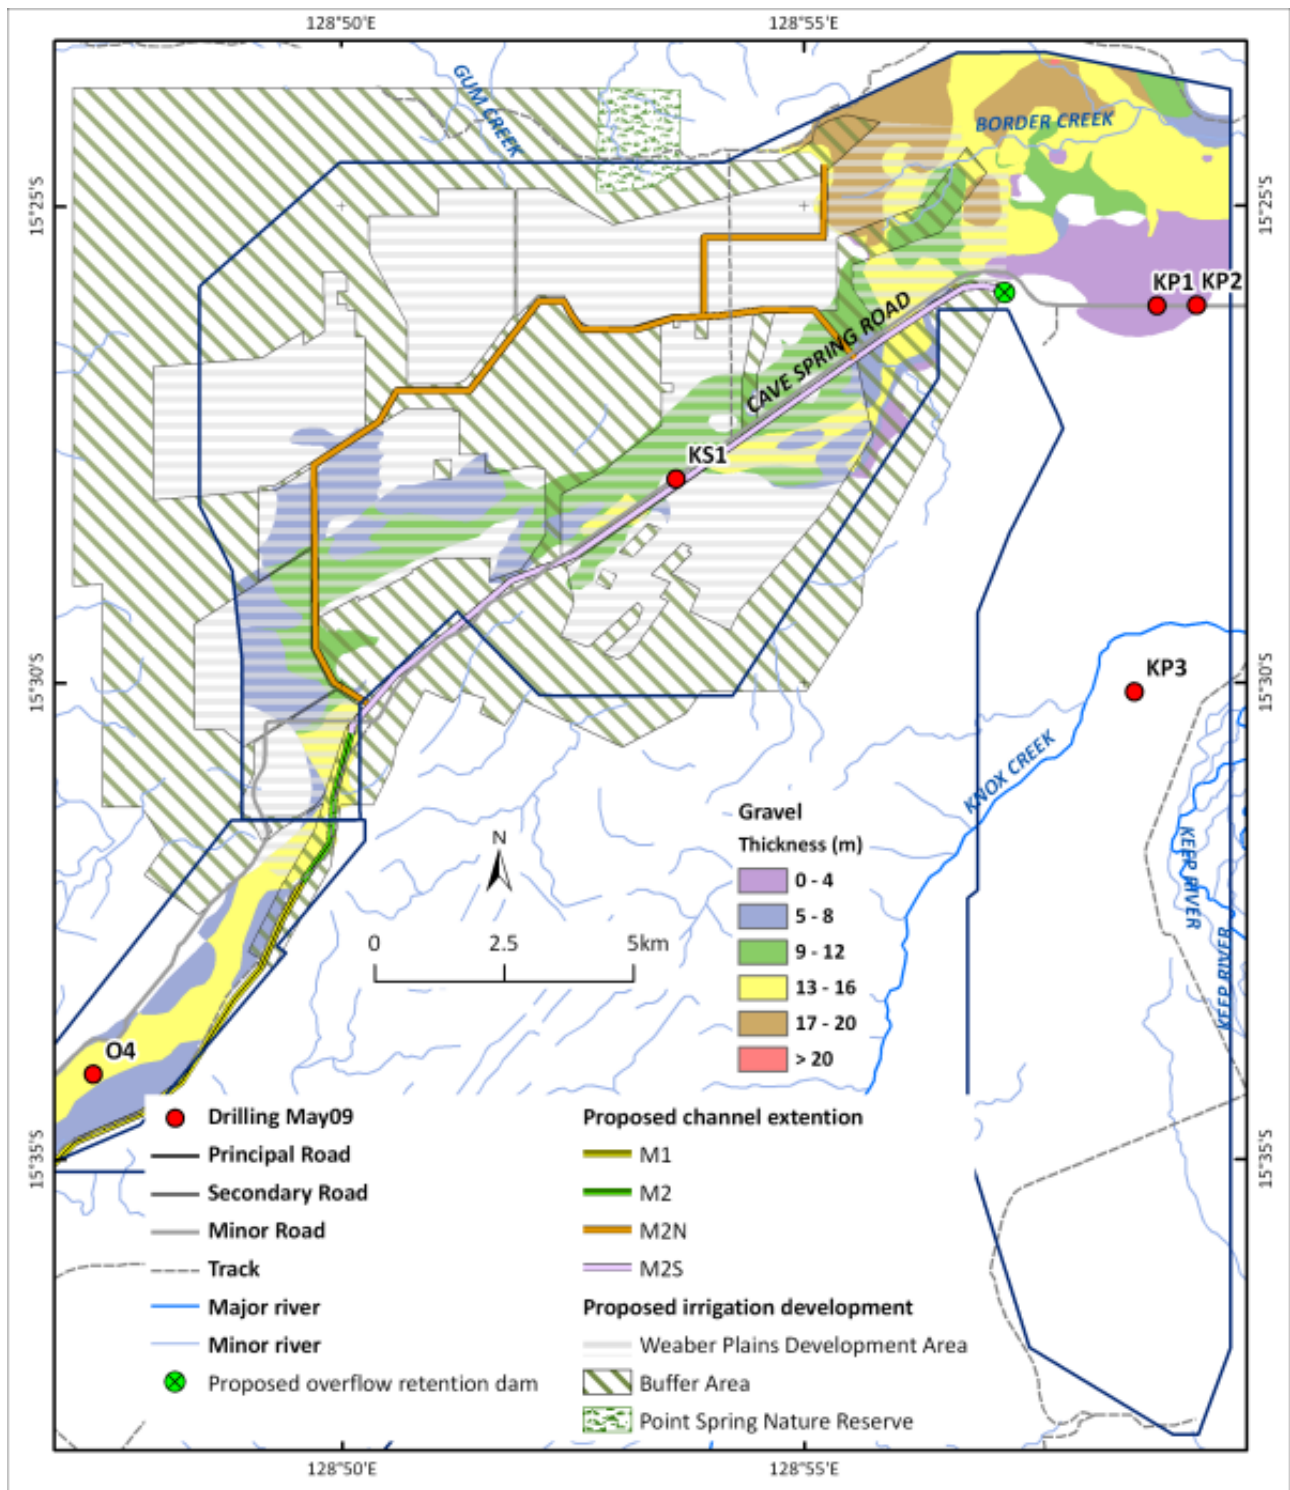 128°50'E
128°55'E
GUM CREEK
BORDER CREEK
15°25'S
15°25'S
KP1
KP2
CAVE SPRING ROAD
KS1
KP3
15°30'S
15°30'S
KNOX CREEK
KEEP RIVER
KEEP RIVER
N
0
2.5
5km
Gravel
Thickness (m)
0 - 4
5 - 8
9 - 12
13 - 16
17 - 20
> 20
O4
15°35'S
15°35'S
Drilling May09
Principal Road
Secondary Road
Minor Road
Track
Major river
Minor river
Proposed overflow retention dam
Proposed channel extention
M1
M2
M2N
M2S
Proposed irrigation development
Weaber Plains Development Area
Buffer Area
Point Spring Nature Reserve
128°50'E
128°55'E